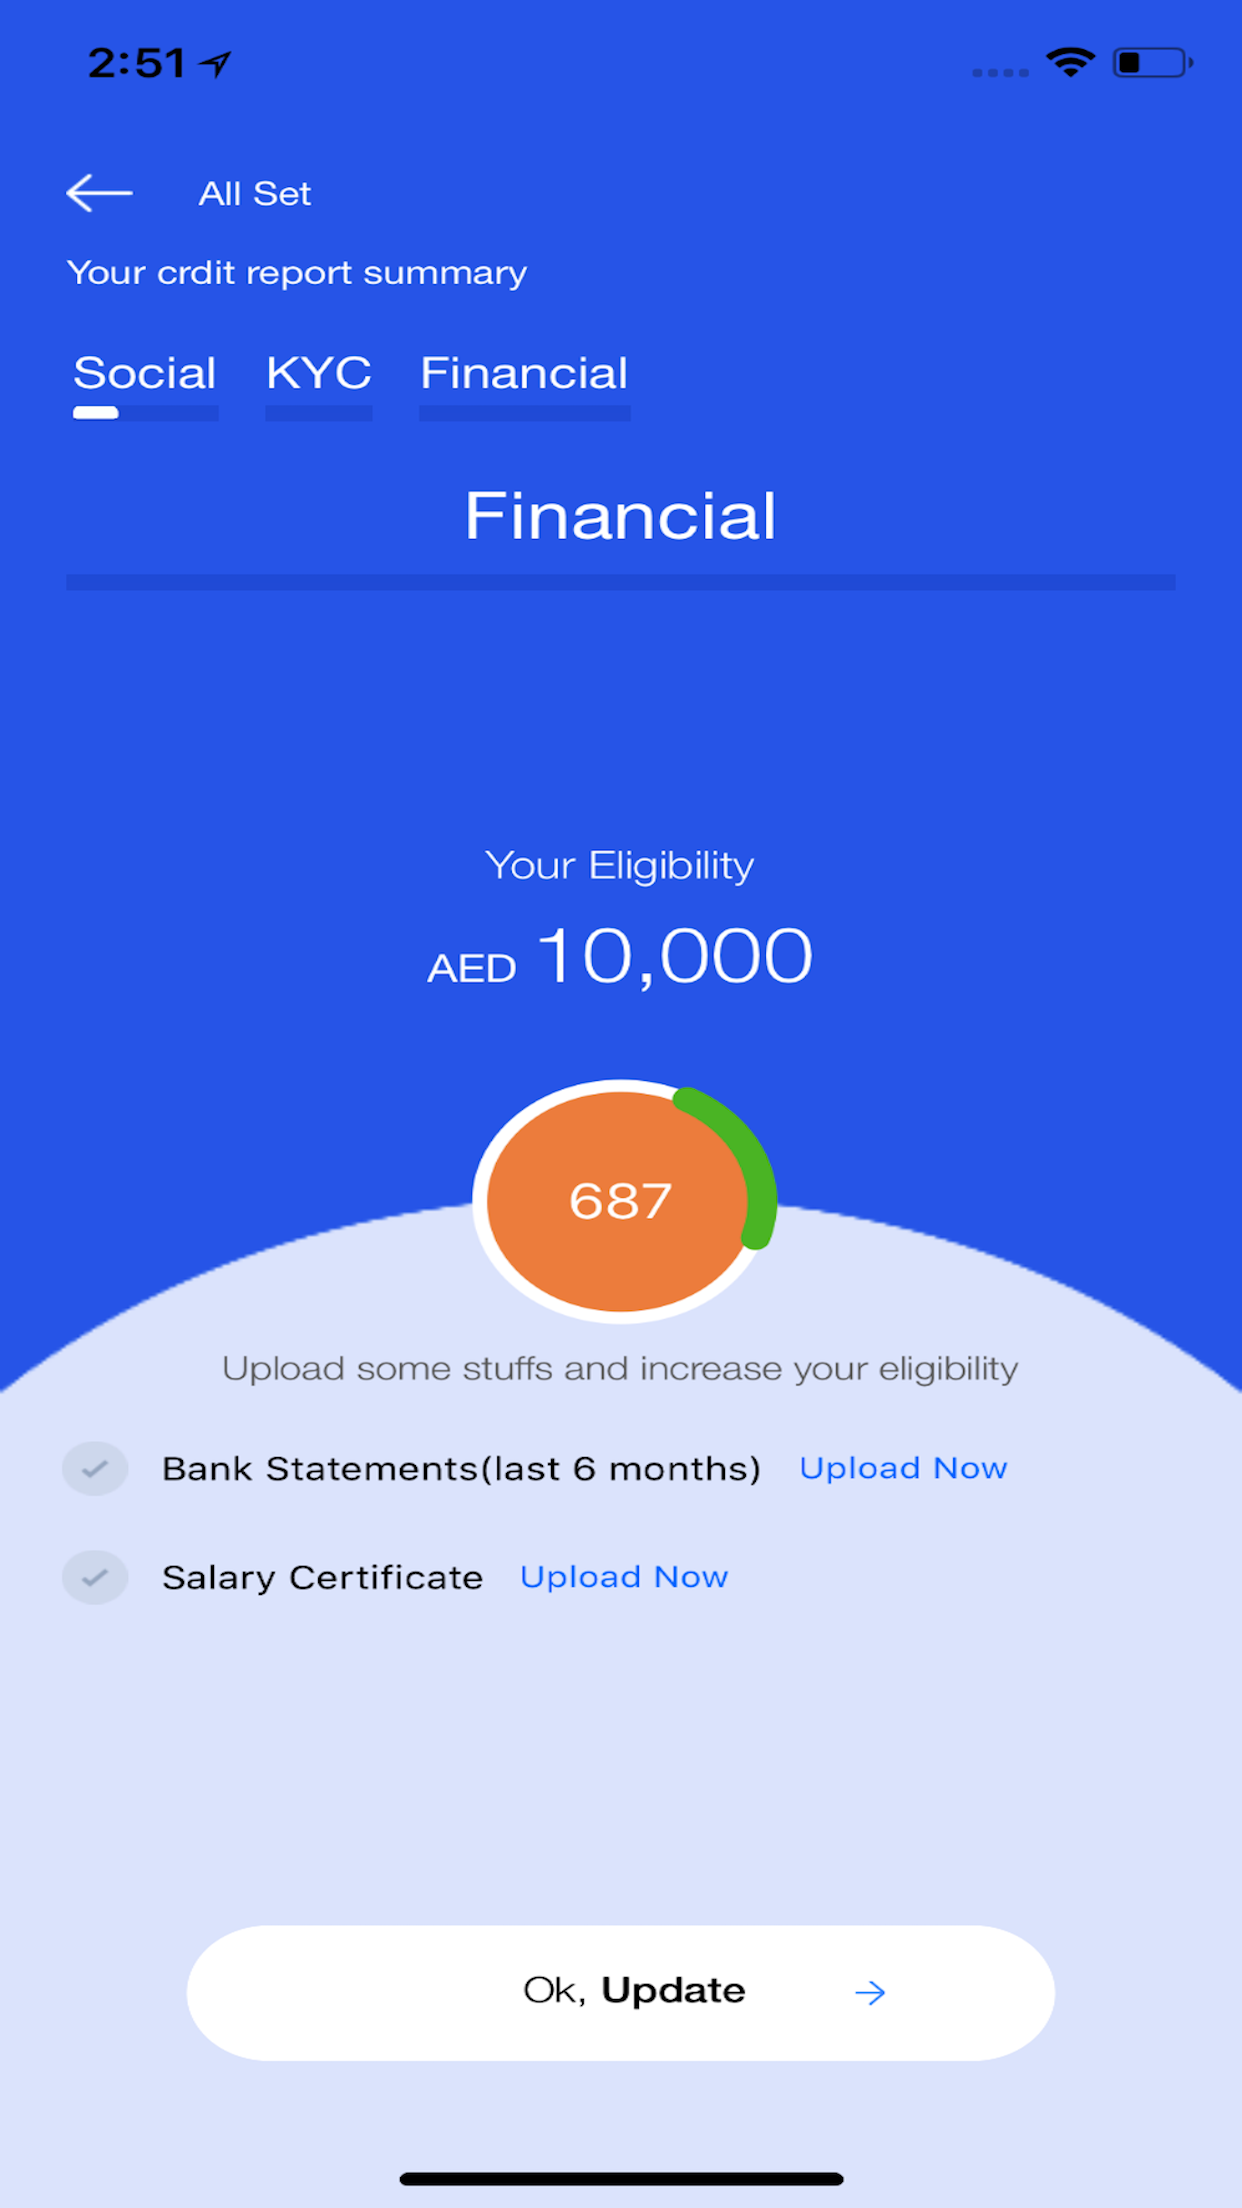 2:51
All Set
Your crdit report summary
Social KYC Financial
Financial
Your Eligibility
AED 10,000
687
Upload some stuffs and increase your eligibility
Bank Statements(last 6 months) Upload Now
Salary Certificate Upload Now
Ok, Update